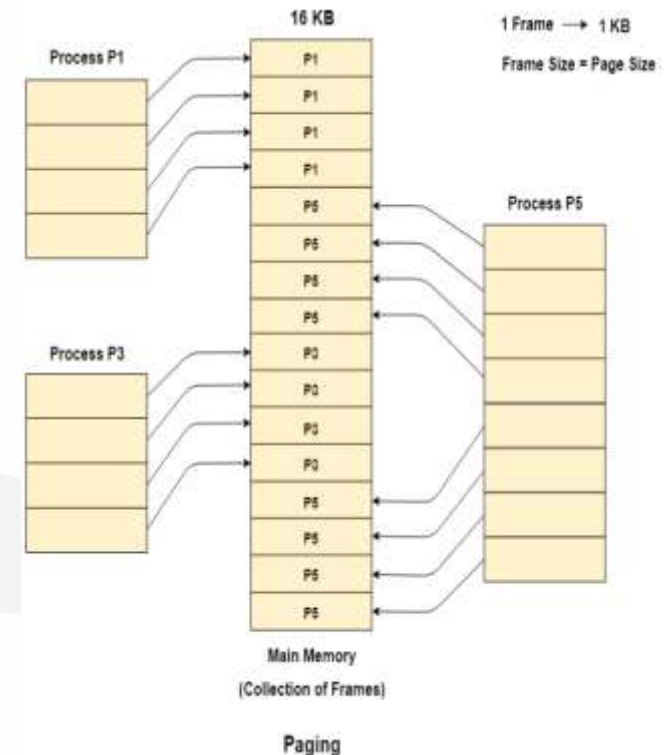 16 KB
1 Frame → 1 KB
Frame Size = Page Size
Process P1
P1
P1
P1
P1
Process P5
P5
P5
P5
P5
Process P3
P3
P3
P3
P3
P5
P5
P5
P5
Main Memory
(Collection of Frames)
Paging